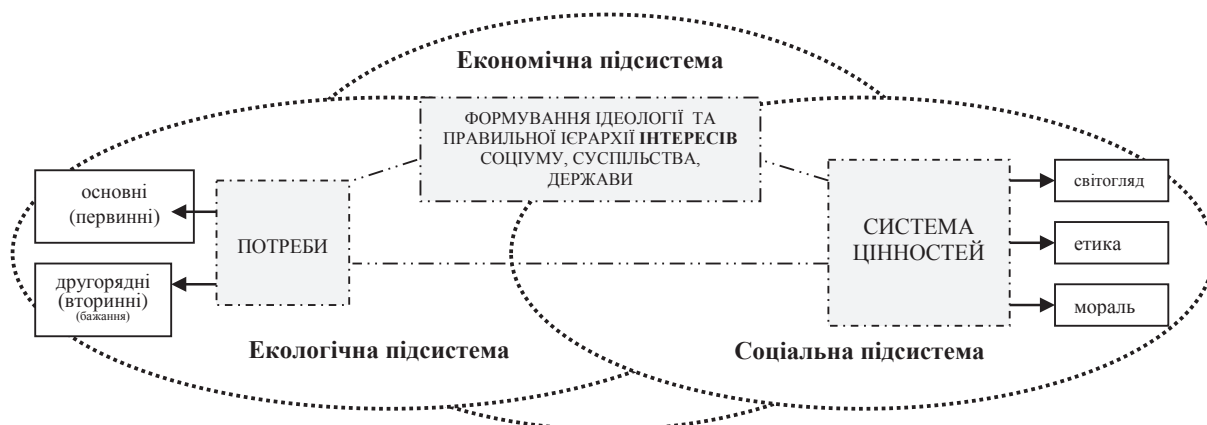 Економічна підсистема
ФОРМУВАННЯ ІДЕОЛОГІЇ ТА
ПРАВИЛЬНОЇ ІЄРАРХІЇ ІНТЕРЕСІВ
СОЦІУМУ, СУСПІЛЬСТВА,
ДЕРЖАВИ
основні
(первинні)
ПОТРЕБИ
другорядні
(вторинні)
(бажання)
СИСТЕМА
ЦІННОСТЕЙ
світогляд
етика
мораль
Екологічна підсистема
Соціальна підсистема